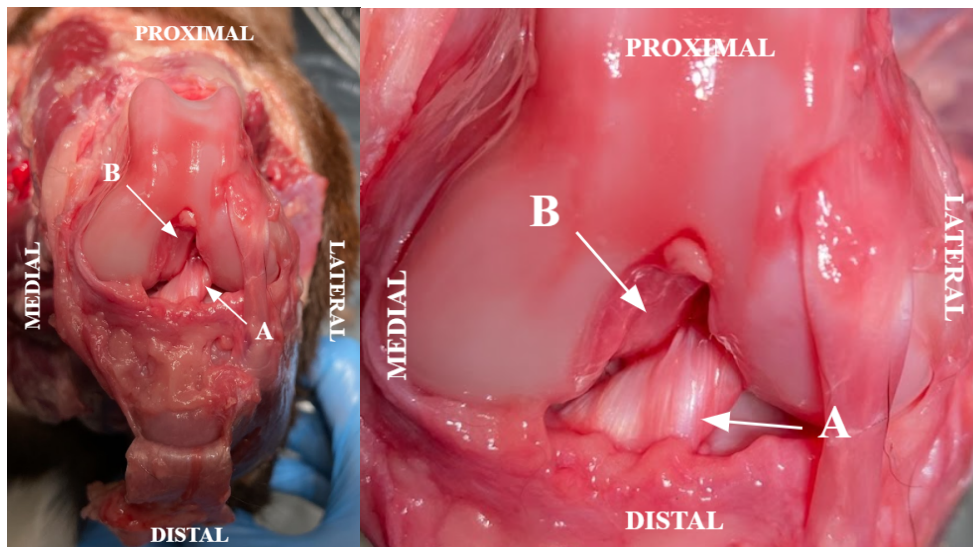 PROXIMAL
B
MEDIAL
LATERAL
A
DISTAL
PROXIMAL
B
MEDIAL
LATERAL
A
DISTAL